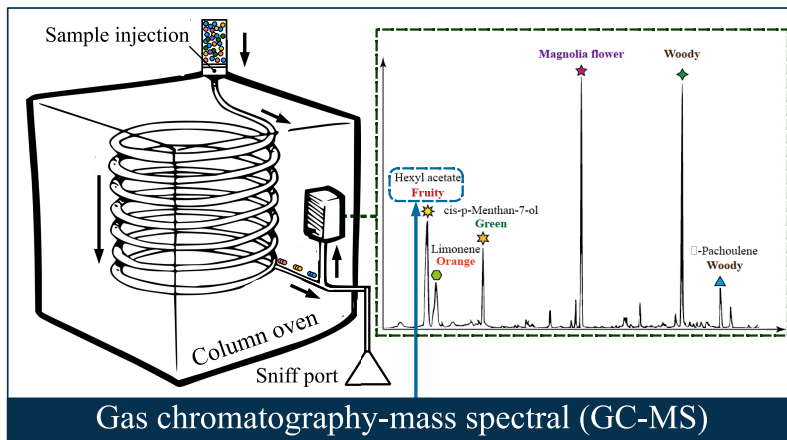 Sample injection
Column oven
Sniff port
Magnolia flower
Woody
Hexyl acetate
Fruity
cis-p-Menthan-7-ol
Green
Limonene
Orange
□-Pachoulene
Woody
Gas chromatography-mass spectral (GC-MS)